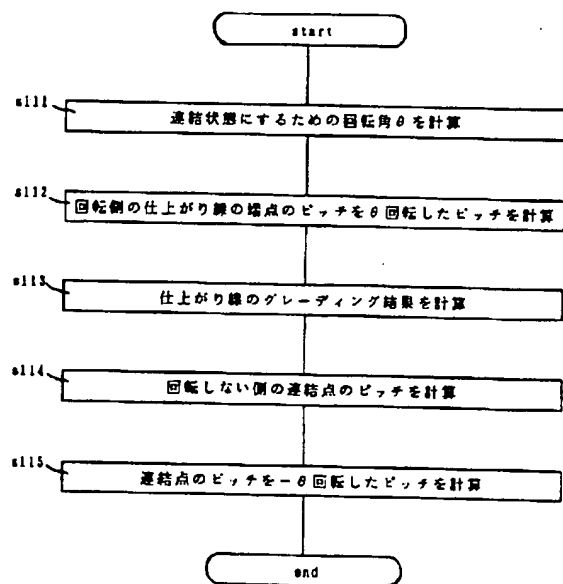 start
s111
連結状態にするための回転角θを計算
s112
回転側の仕上がり線の端点のピッチをθ回転したピッチを計算
s113
仕上がり線のグレーディング結果を計算
s114
回転しない側の連結点のピッチを計算
s115
連結点のピッチを－θ回転したピッチを計算
end